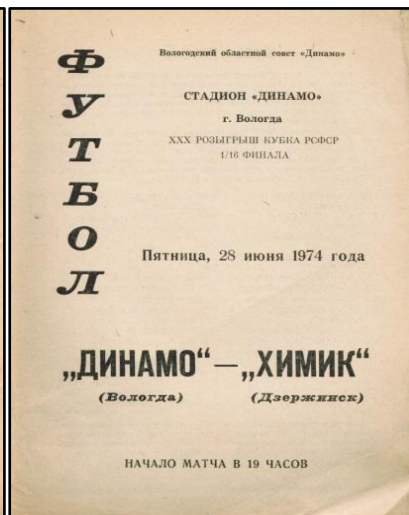 ФУТБОЛ
Вологодский областной совет «Динамо»
СТАДИОН «ДИНАМО»
г. Вологда
XXX РОЗЫГРЫШ КУБКА РСФСР
1/16 ФИНАЛА
Пятница, 28 июня 1974 года
„ДИНАМО“ — „ХИМИК“
(Вологда) (Дзержинск)
НАЧАЛО МАТЧА В 19 ЧАСОВ